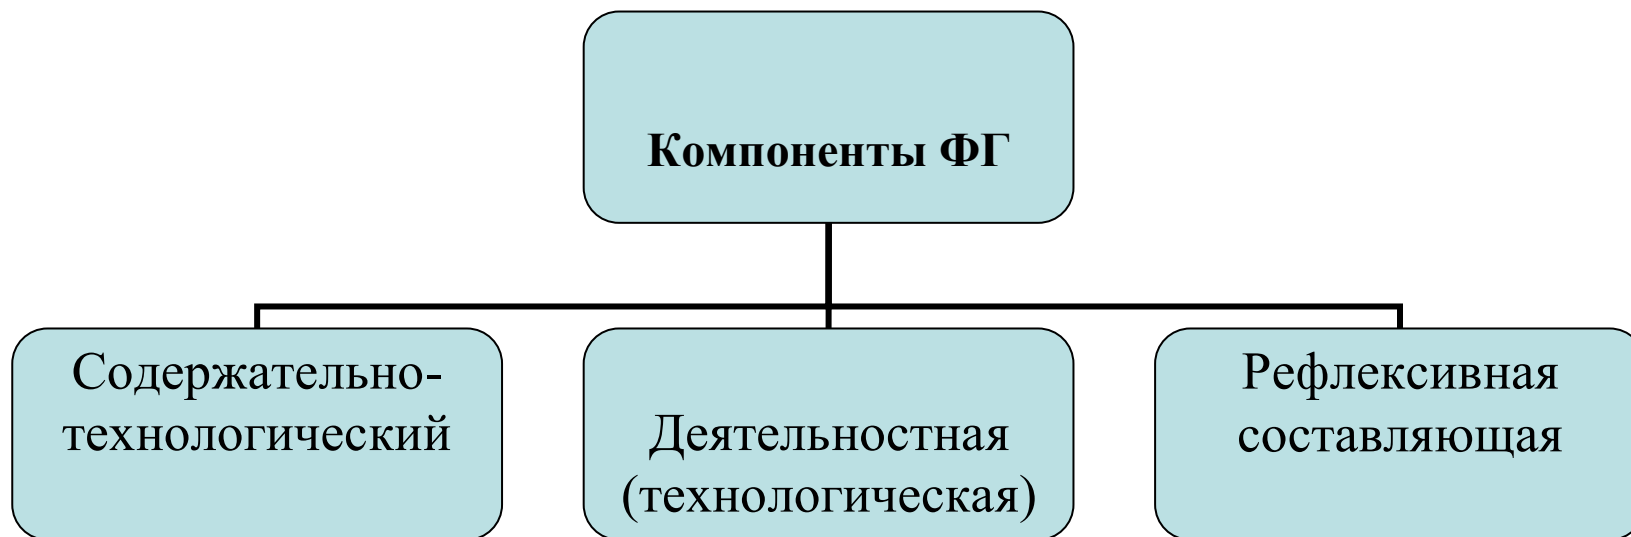 Компоненты ФГ
Содержательно-
технологический
Деятельностная
(технологическая)
Рефлексивная
составляющая